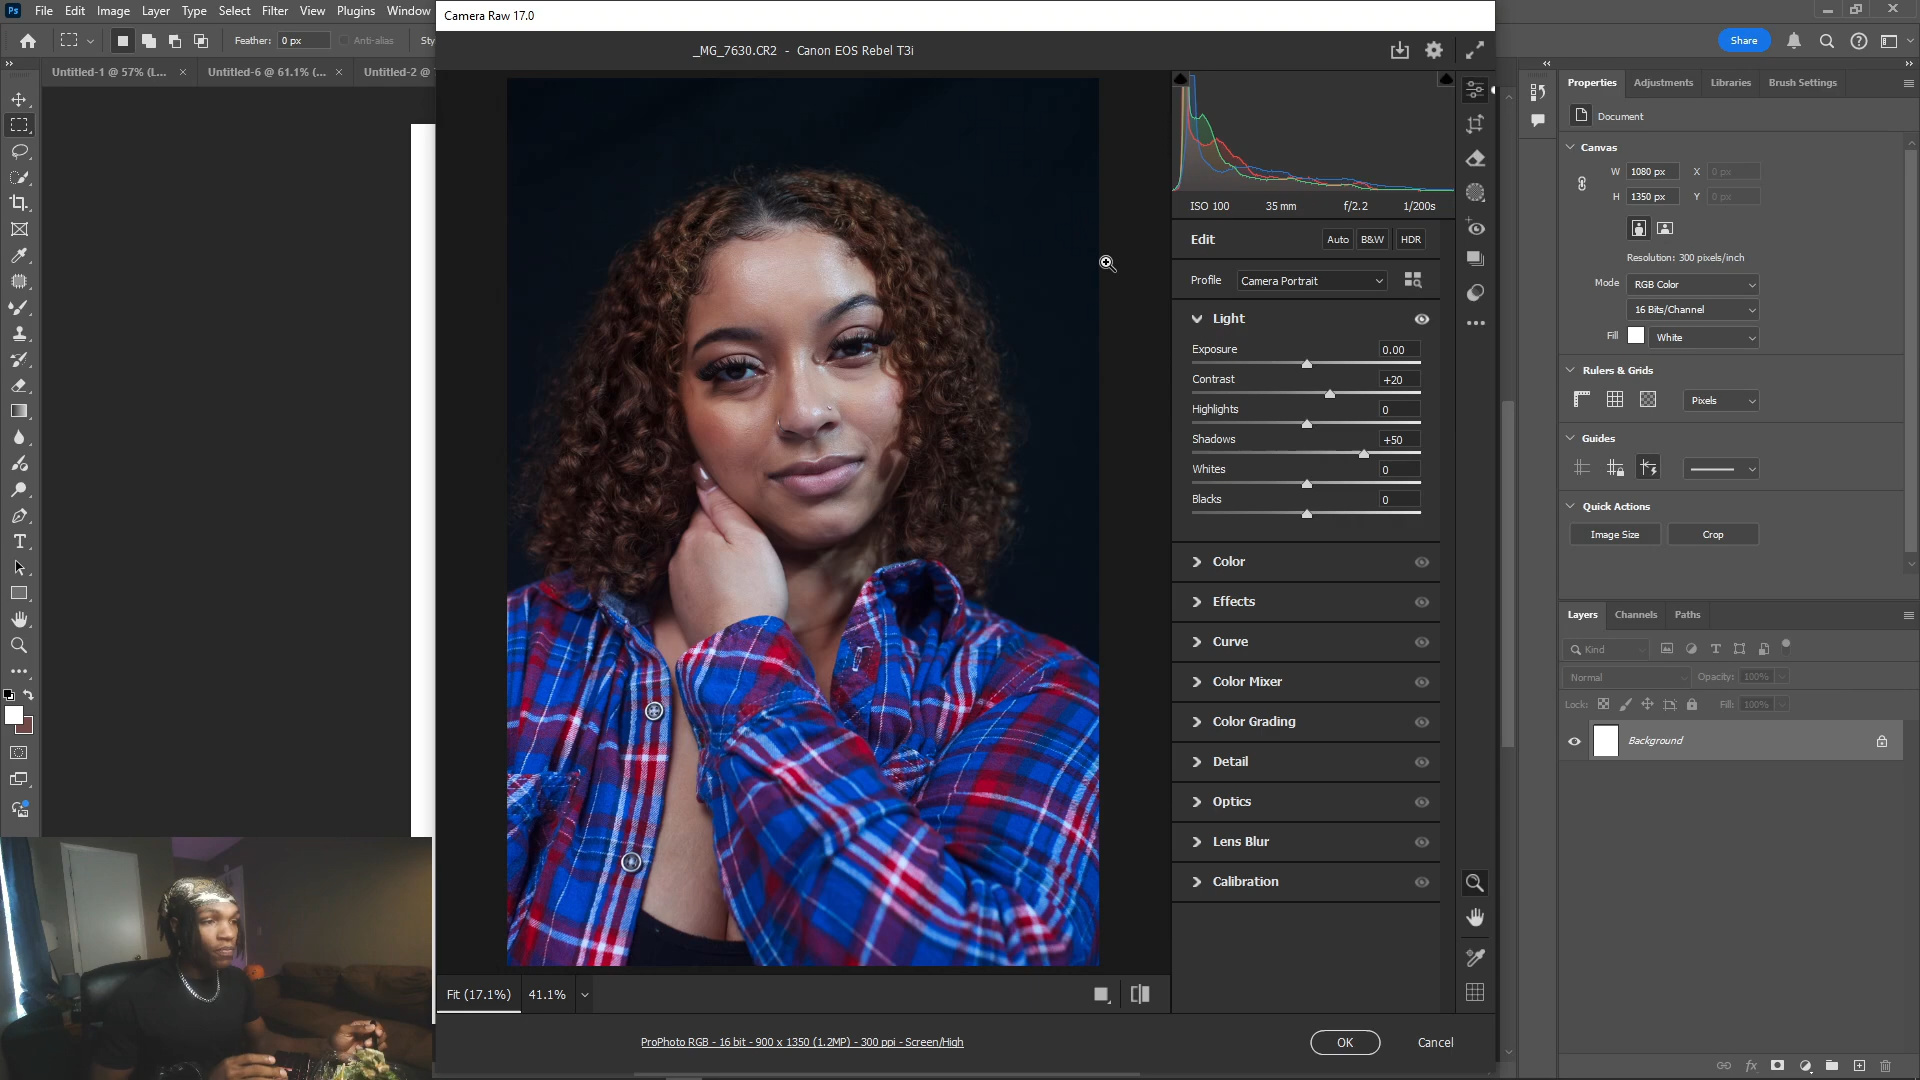 Ps File Edit Image Layer Type Select Filter View Plugins Window
Camera Raw 17.0
Feather: 0 px Anti-alias Sty
_MG_7630.CR2 - Canon EOS Rebel T3i
Share
Untitled-1 @ 57% (L... × Untitled-6 @ 61.1% (... × Untitled-2 @
Properties Adjustments Libraries Brush Settings
Document
Canvas
W 1080 px X 0 px
H 1350 px Y 0 px
Resolution: 300 pixels/inch
Mode RGB Color
16 Bits/Channel
Fill White
Rulers & Grids
Pixels
Guides
Quick Actions
Image Size Crop
ISO 100 35 mm f/2.2 1/200s
Edit Auto B&W HDR
Profile Camera Portrait
Light
Exposure 0.00
Contrast +20
Highlights 0
Shadows +50
Whites 0
Blacks 0
Color
Effects
Curve
Color Mixer
Color Grading
Detail
Optics
Lens Blur
Calibration
Layers Channels Paths
Kind
Normal Opacity: 100%
Lock: Fill: 100%
Background
Fit (17.1%) 41.1%
ProPhoto RGB - 16 bit - 900 x 1350 (1.2MP) - 300 ppi - Screen/High
OK Cancel